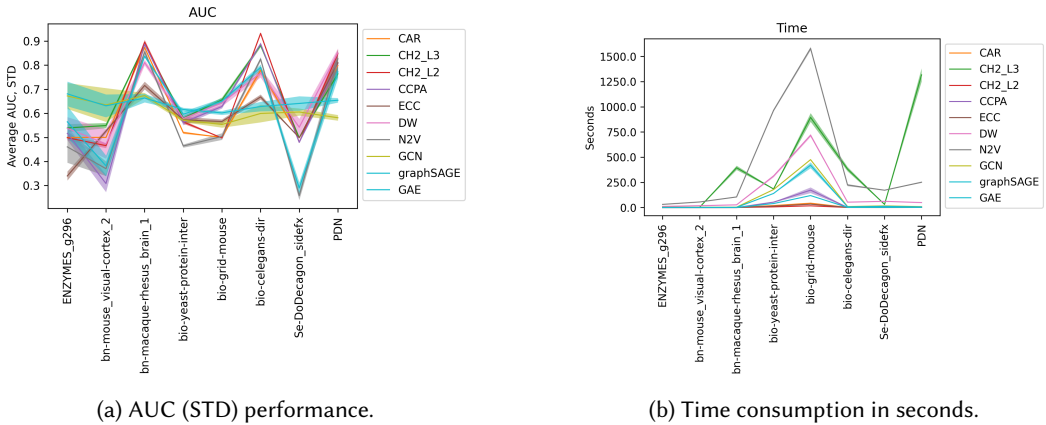 AUC
Average AUC, STD
0.9
0.8
0.7
0.6
0.5
0.4
0.3
ENZYMES_g296
bn-mouse_visual-cortex_2
bn-macaque-rhesus_brain_1
bio-yeast-protein-inter
bio-grid-mouse
bio-celegans-dir
Se-DoDecagon_sidefx
PDN
CAR
CH2_L3
CH2_L2
CCPA
ECC
DW
N2V
GCN
graphSAGE
GAE
(a) AUC (STD) performance.
Time
Seconds
1500.0
1250.0
1000.0
750.0
500.0
250.0
0.0
ENZYMES_g296
bn-mouse_visual-cortex_2
bn-macaque-rhesus_brain_1
bio-yeast-protein-inter
bio-grid-mouse
bio-celegans-dir
Se-DoDecagon_sidefx
PDN
CAR
CH2_L3
CH2_L2
CCPA
ECC
DW
N2V
GCN
graphSAGE
GAE
(b) Time consumption in seconds.